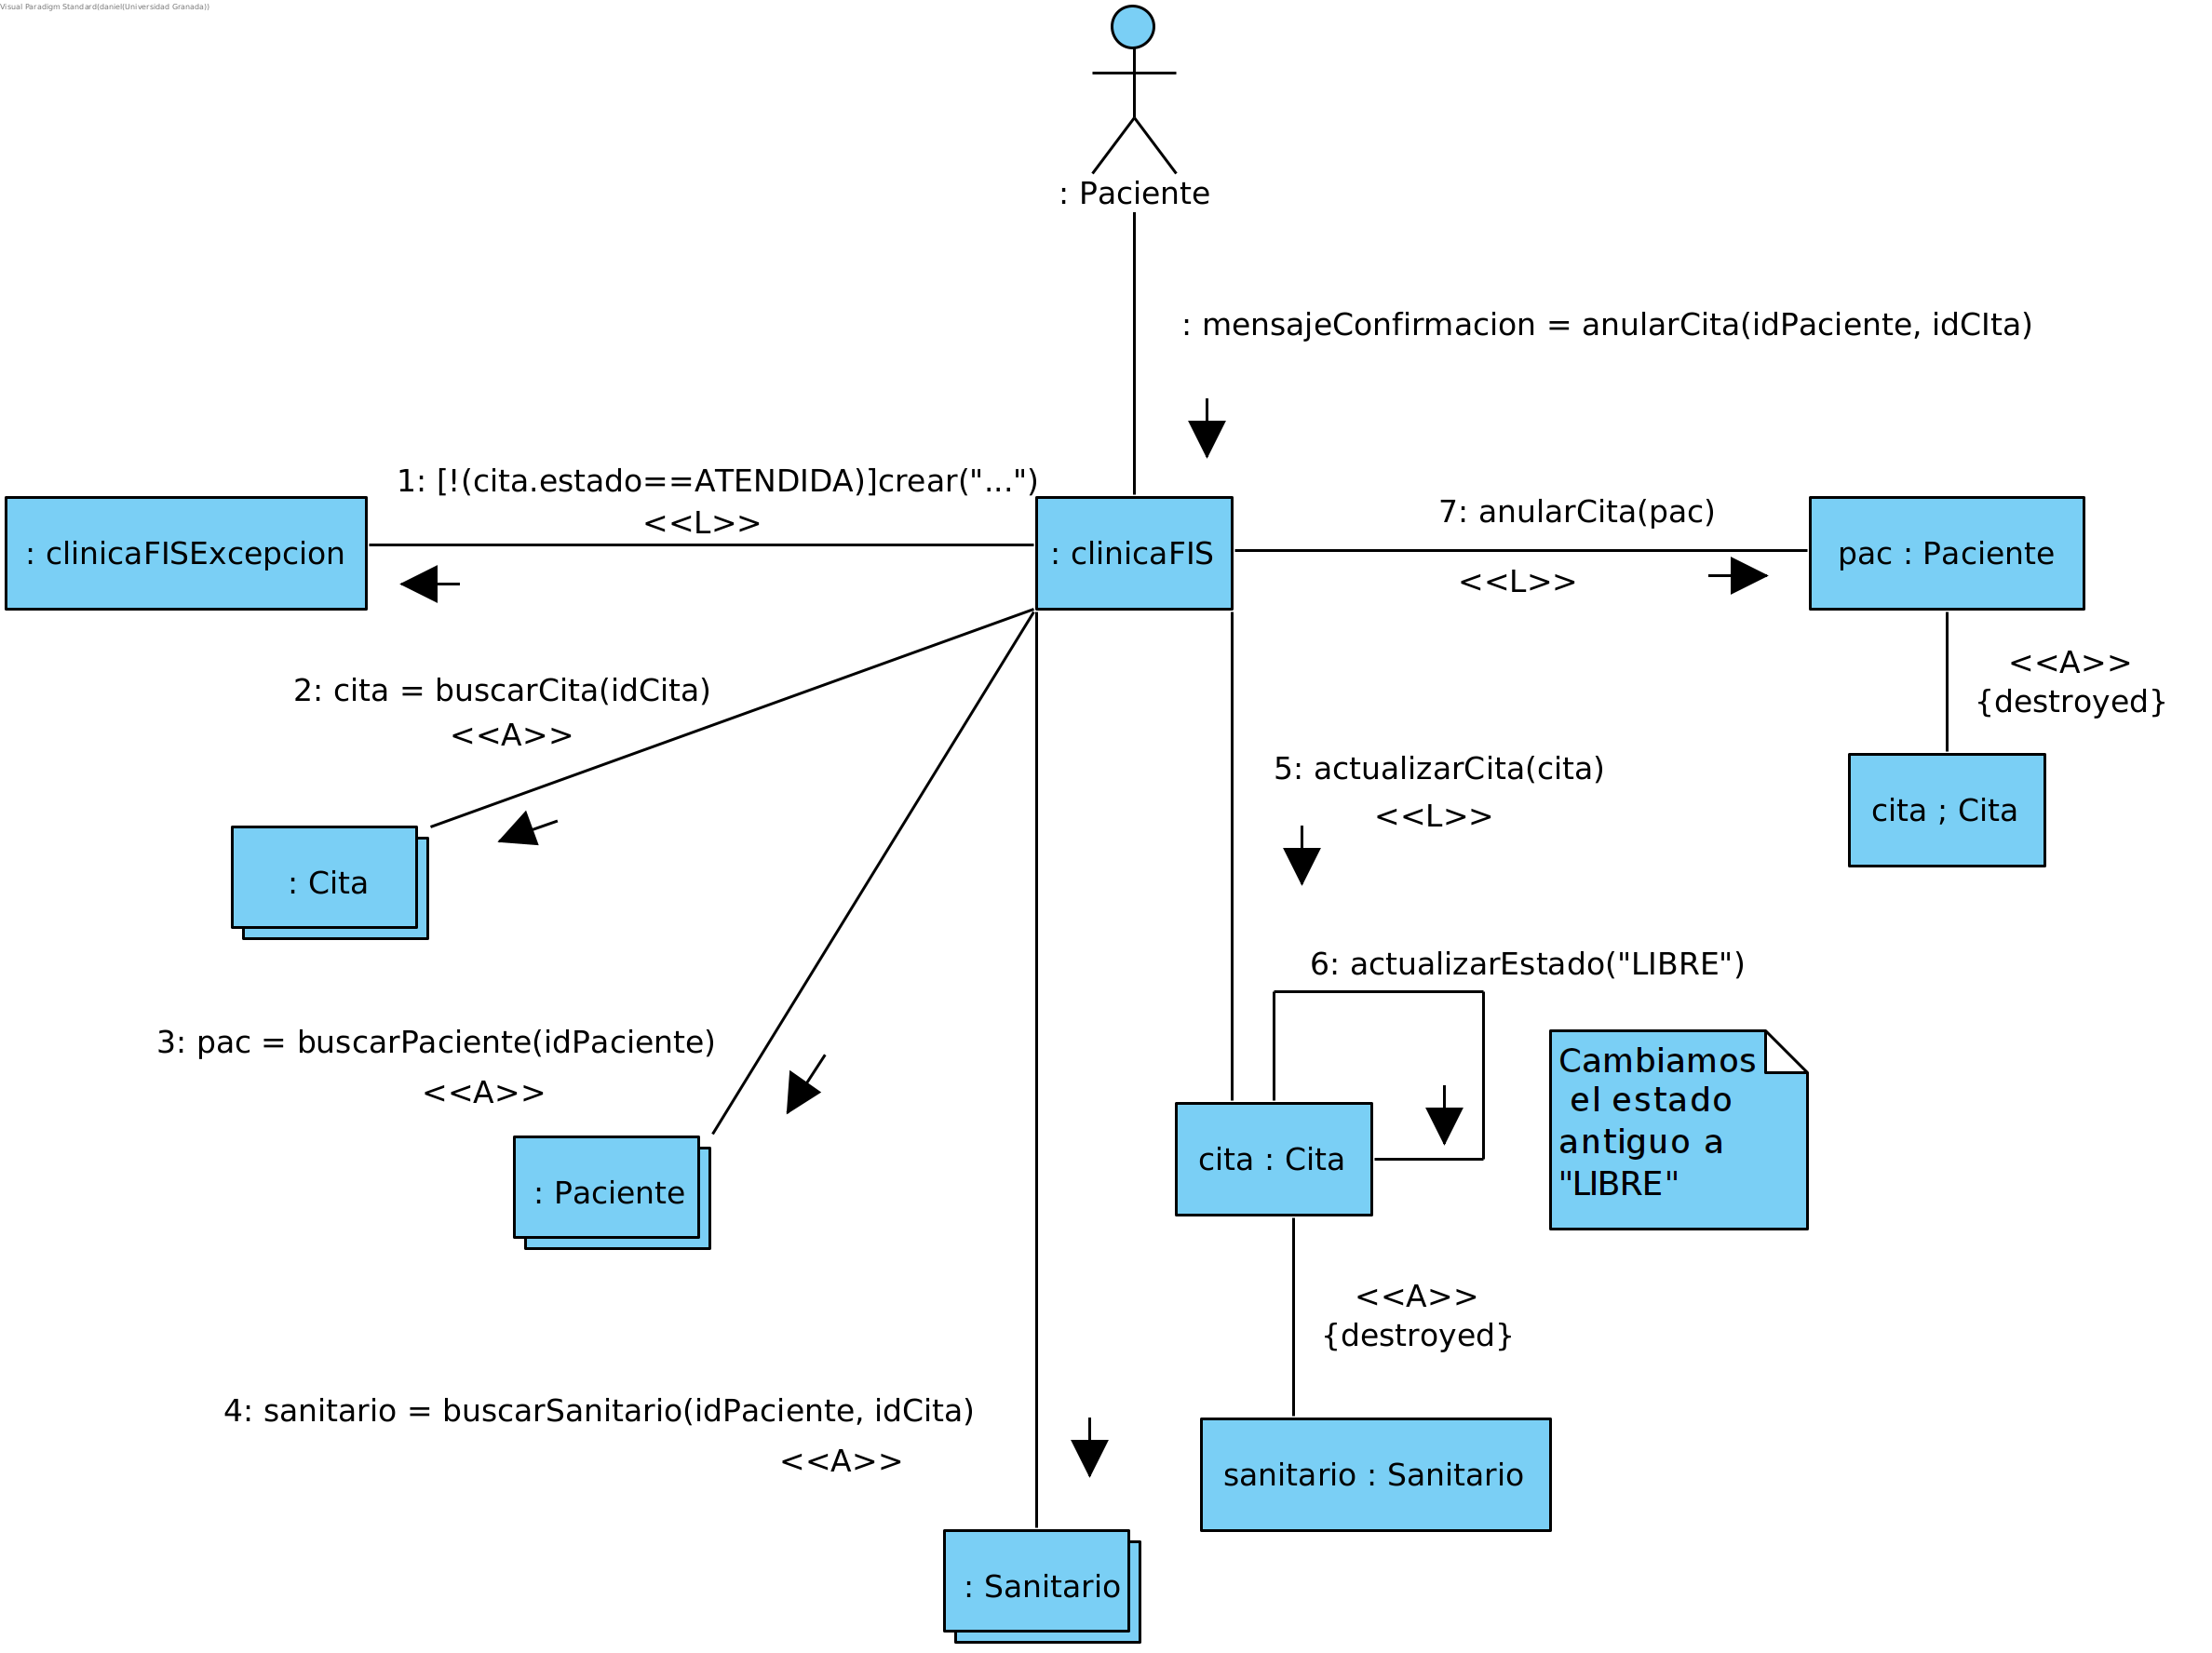 Visual Paradigm Standard(daniel(Universidad Granada))
: Paciente
: mensajeConfirmacion = anularCita(idPaciente, idCIta)
1: [!(cita.estado==ATENDIDA)]crear("...")
<<L>>
: clinicaFISExcepcion
: clinicaFIS
7: anularCita(pac)
<<L>>
pac : Paciente
<<A>>
{destroyed}
cita ; Cita
2: cita = buscarCita(idCita)
<<A>>
: Cita
5: actualizarCita(cita)
<<L>>
6: actualizarEstado("LIBRE")
3: pac = buscarPaciente(idPaciente)
<<A>>
: Paciente
cita : Cita
Cambiamos
el estado
antiguo a
"LIBRE"
<<A>>
{destroyed}
4: sanitario = buscarSanitario(idPaciente, idCita)
<<A>>
sanitario : Sanitario
: Sanitario